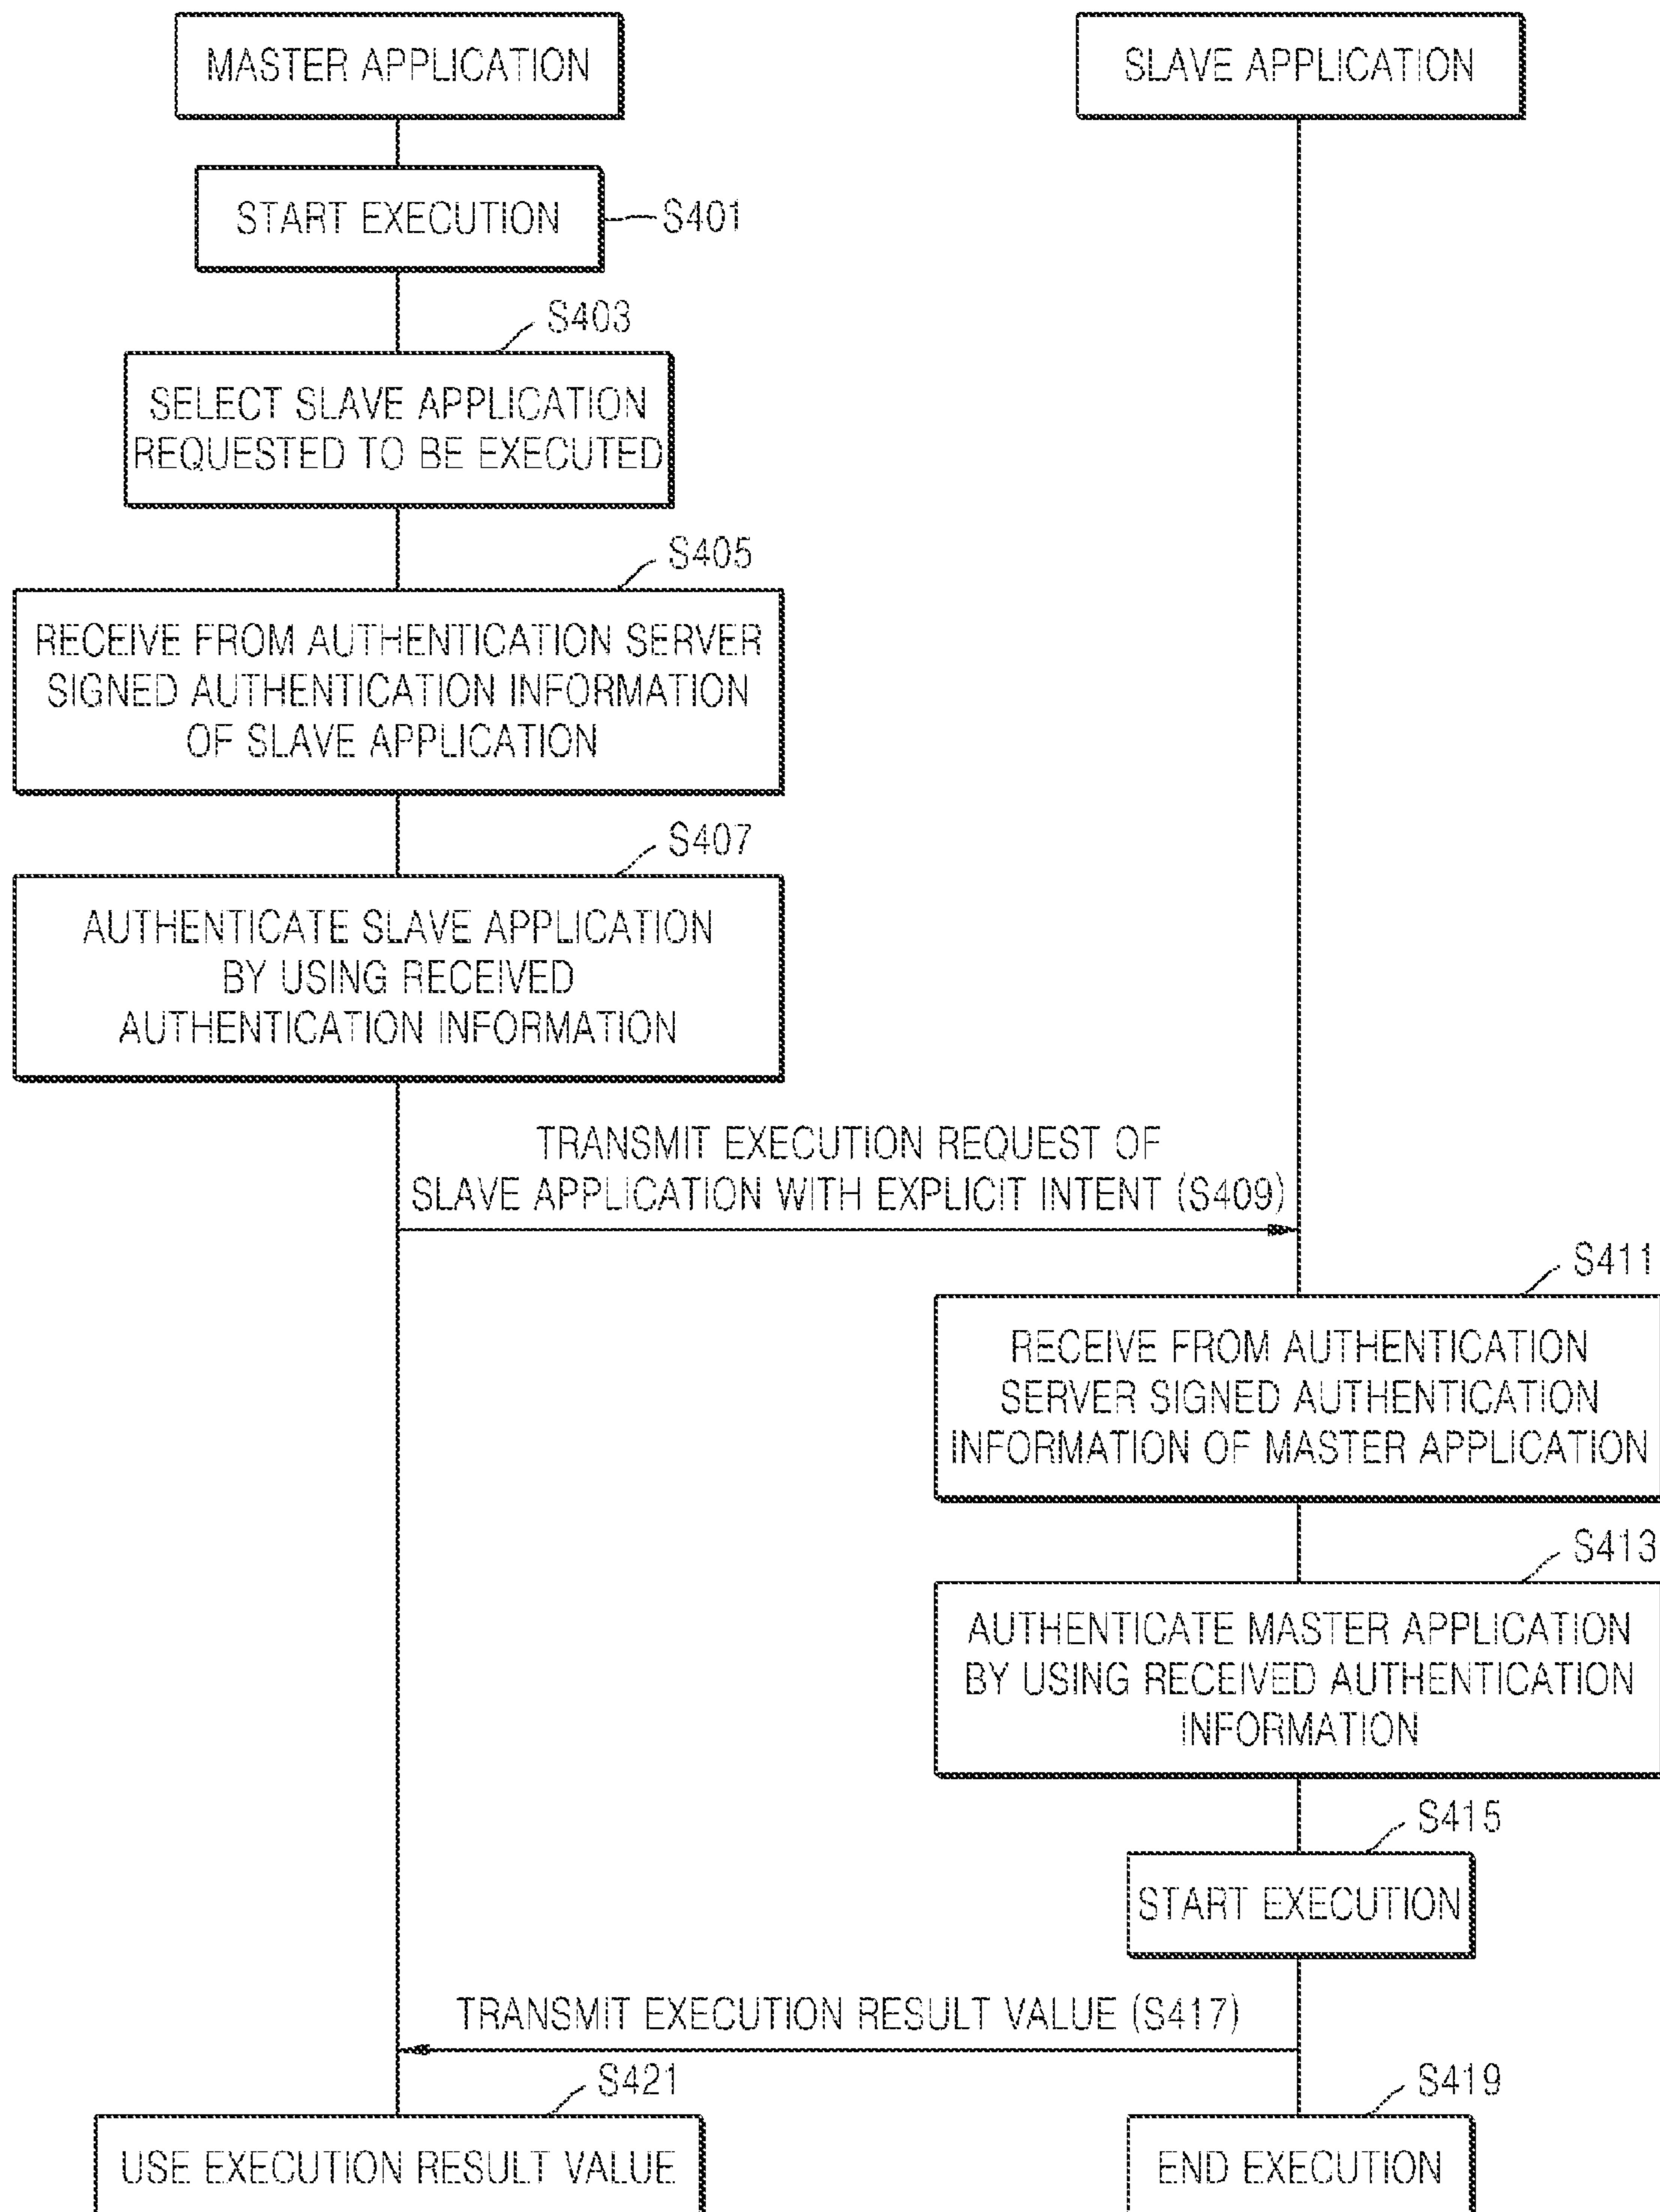 MASTER APPLICATION
SLAVE APPLICATION
START EXECUTION
S401
S403
SELECT SLAVE APPLICATION
REQUESTED TO BE EXECUTED
S405
RECEIVE FROM AUTHENTICATION SERVER
SIGNED AUTHENTICATION INFORMATION
OF SLAVE APPLICATION
S407
AUTHENTICATE SLAVE APPLICATION
BY USING RECEIVED
AUTHENTICATION INFORMATION
TRANSMIT EXECUTION REQUEST OF
SLAVE APPLICATION WITH EXPLICIT INTENT (S409)
S411
RECEIVE FROM AUTHENTICATION
SERVER SIGNED AUTHENTICATION
INFORMATION OF MASTER APPLICATION
S413
AUTHENTICATE MASTER APPLICATION
BY USING RECEIVED AUTHENTICATION
INFORMATION
S415
START EXECUTION
TRANSMIT EXECUTION RESULT VALUE (S417)
S421
USE EXECUTION RESULT VALUE
S419
END EXECUTION